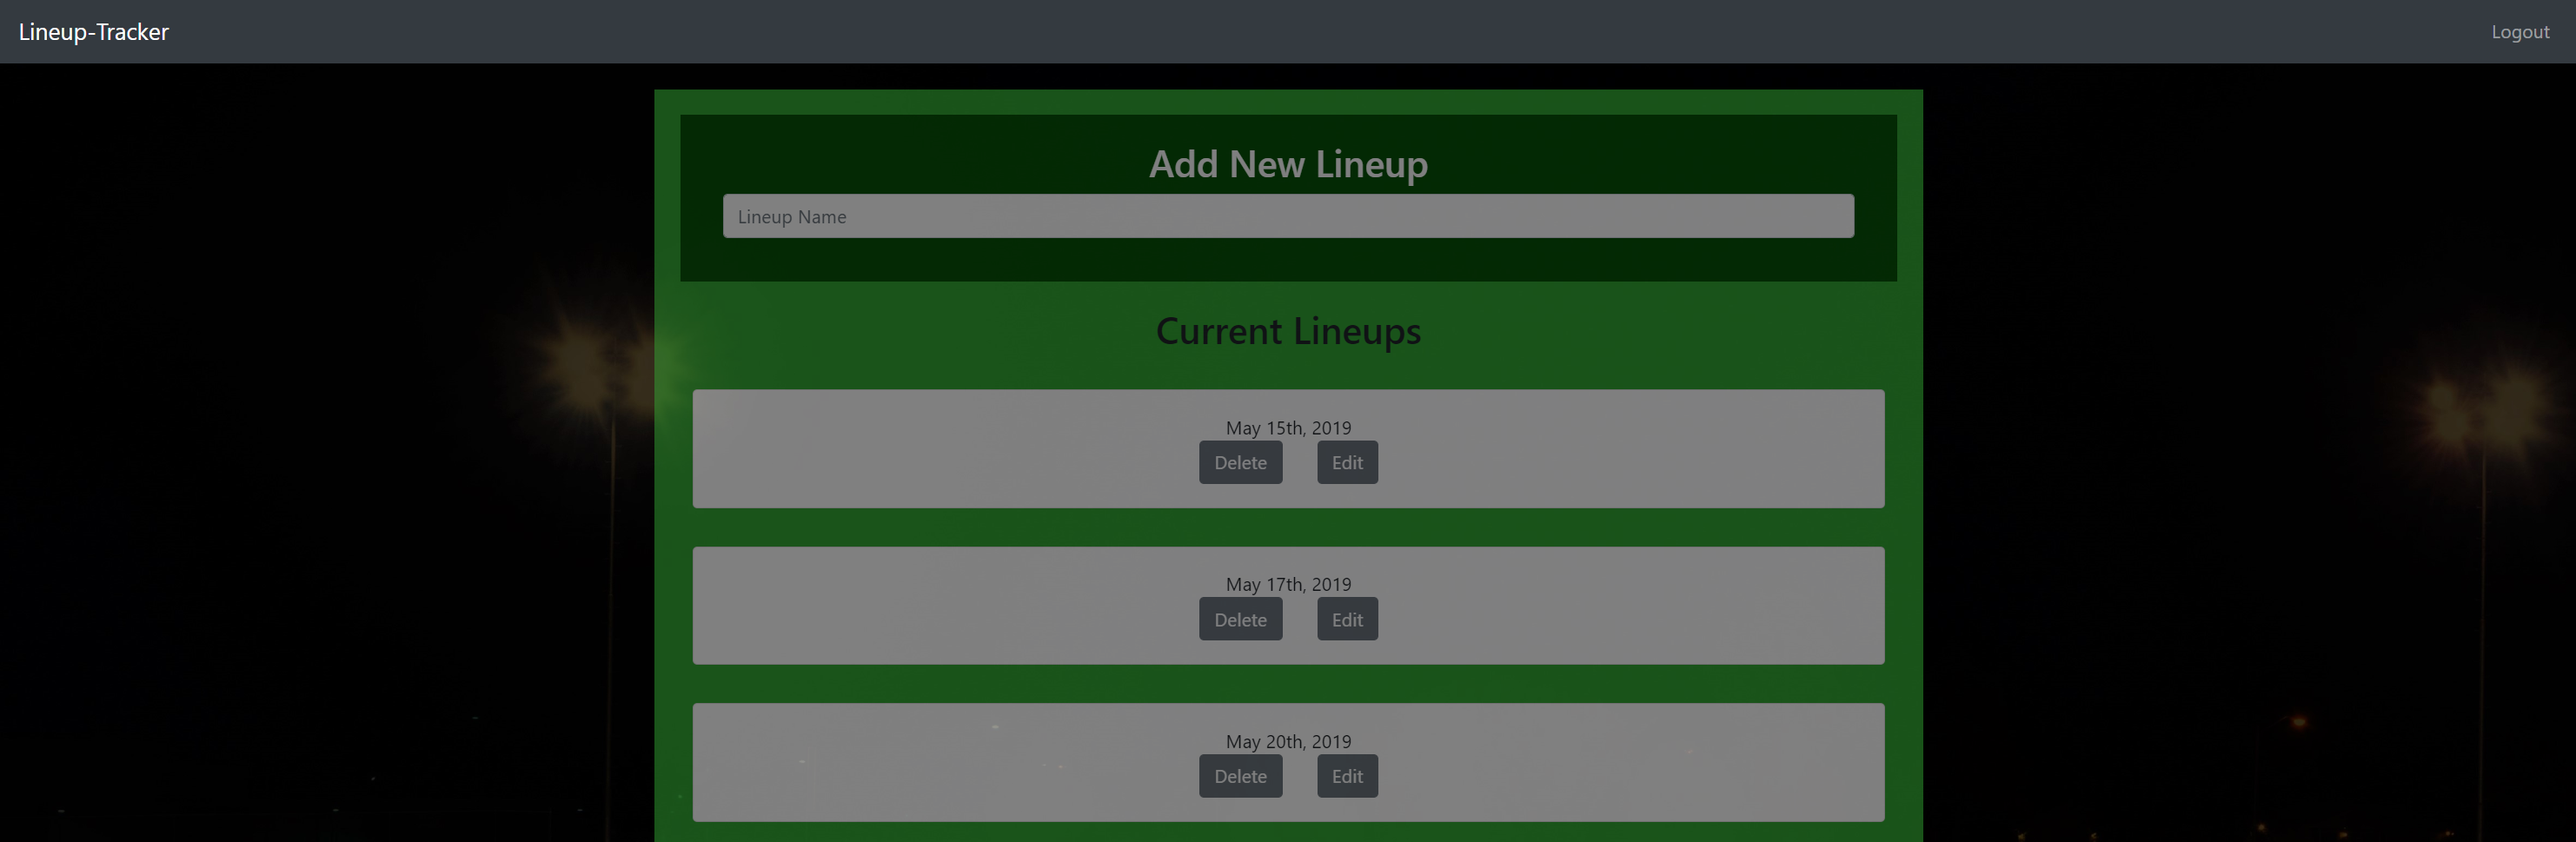 Lineup-Tracker
Logout
Add New Lineup
Lineup Name
Current Lineups
May 15th, 2019
Delete Edit
May 17th, 2019
Delete Edit
May 20th, 2019
Delete Edit